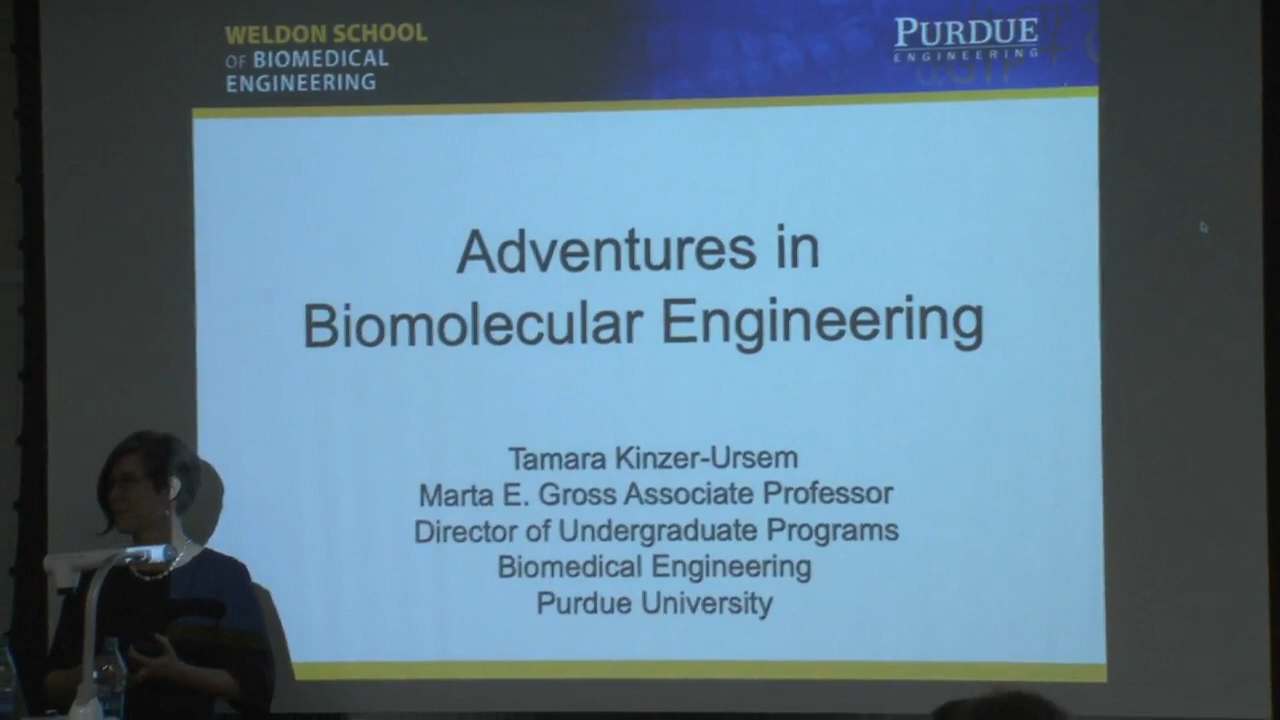 WELDON SCHOOL
OF BIOMEDICAL
ENGINEERING
PURDUE
ENGINEERING
Adventures in
Biomolecular Engineering
Tamara Kinzer-Ursem
Marta E. Gross Associate Professor
Director of Undergraduate Programs
Biomedical Engineering
Purdue University